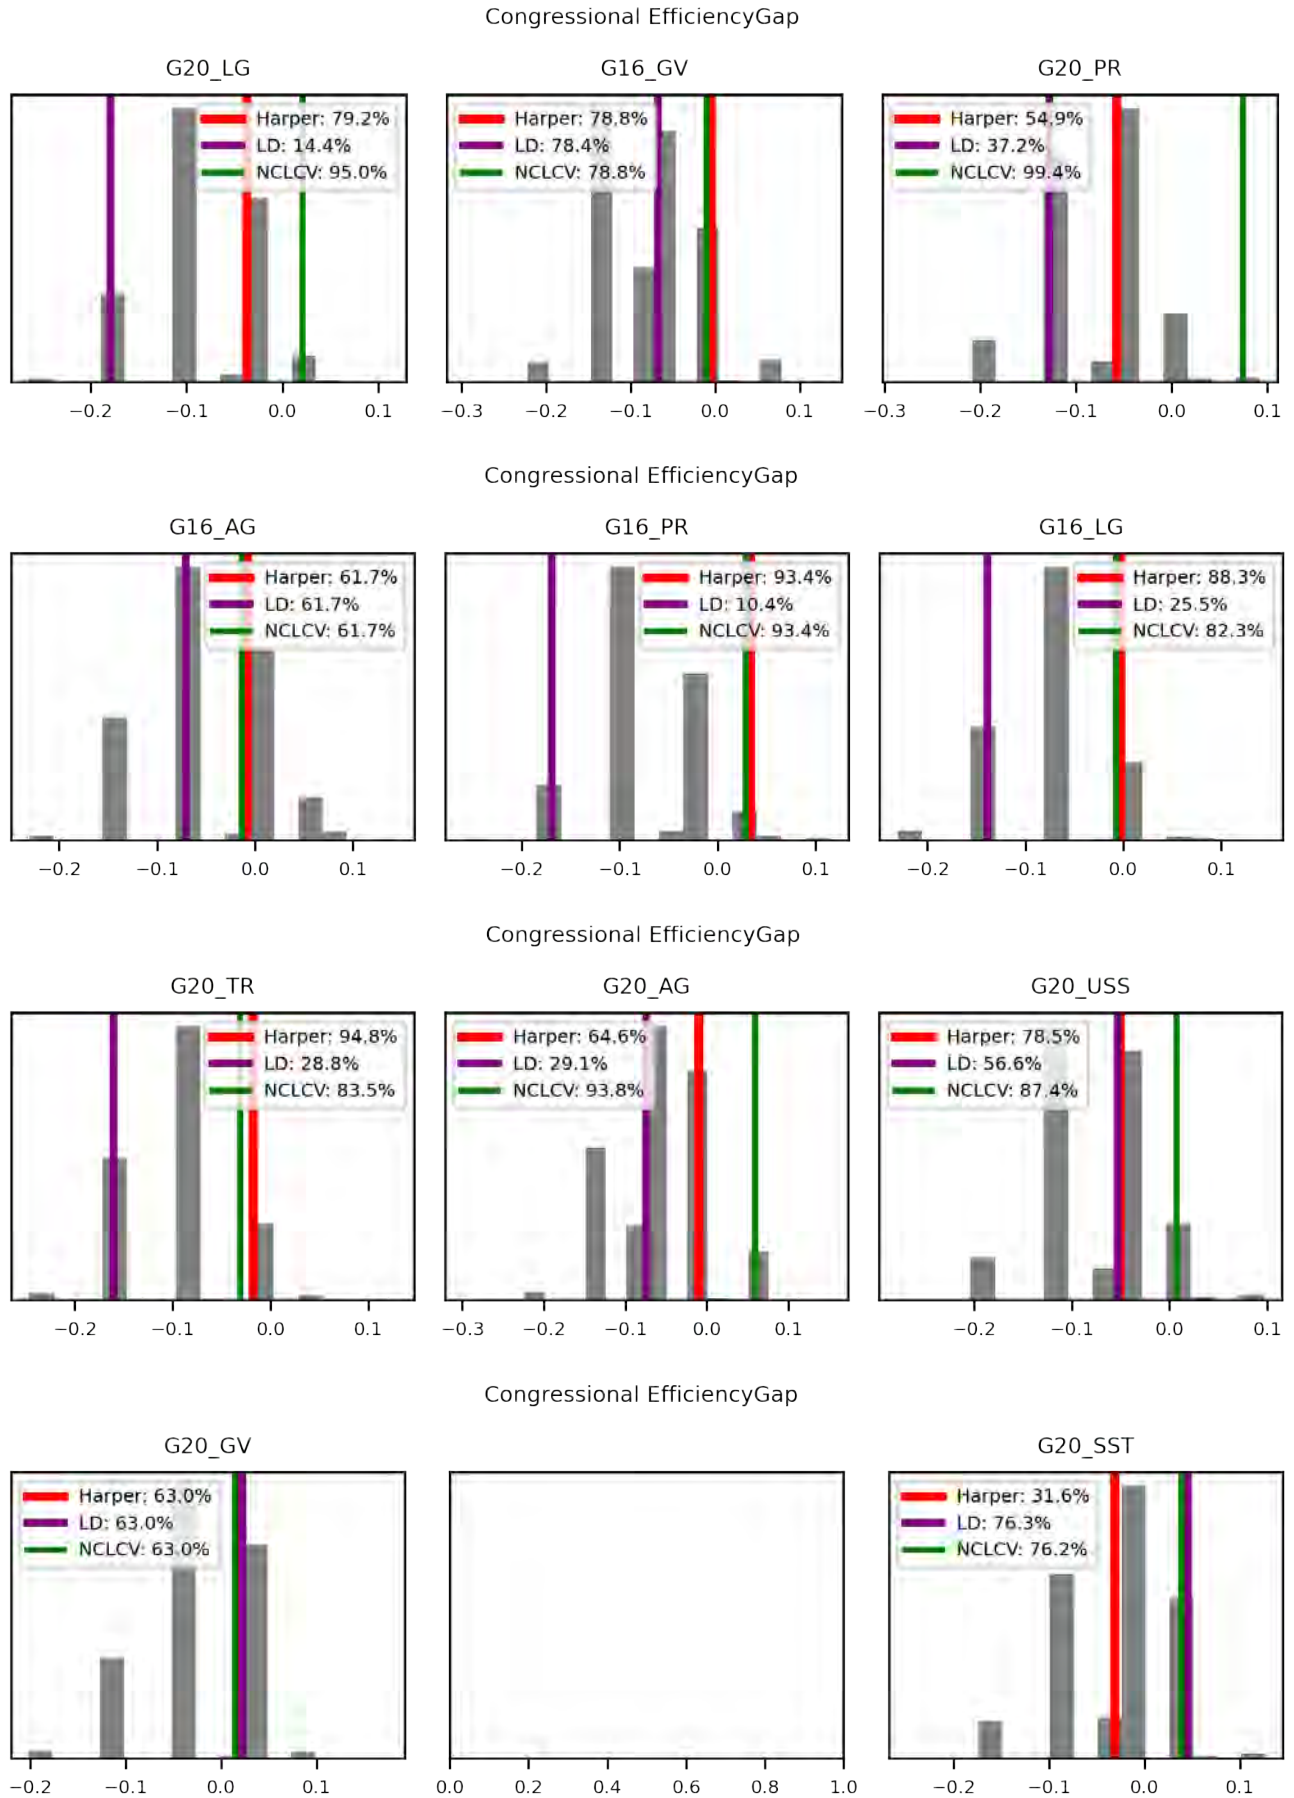 Congressional EfficiencyGap
G20_LG G16_GV G20_PR
Harper: 79.2% Harper: 78.8% Harper: 54.9%
LD: 14.4% LD: 78.4% LD: 37.2%
NCLCV: 95.0% NCLCV: 78.8% NCLCV: 99.4%
−0.2 −0.1 0.0 0.1 −0.3 −0.2 −0.1 0.0 0.1 −0.3 −0.2 −0.1 0.0 0.1
Congressional EfficiencyGap
G16_AG G16_PR G16_LG
Harper: 61.7% Harper: 93.4% Harper: 88.3%
LD: 61.7% LD: 10.4% LD: 25.5%
NCLCV: 61.7% NCLCV: 93.4% NCLCV: 82.3%
−0.2 −0.1 0.0 0.1 −0.2 −0.1 0.0 0.1 −0.2 −0.1 0.0 0.1
Congressional EfficiencyGap
G20_TR G20_AG G20_USS
Harper: 94.8% Harper: 64.6% Harper: 78.5%
LD: 28.8% LD: 29.1% LD: 56.6%
NCLCV: 83.5% NCLCV: 93.8% NCLCV: 87.4%
−0.2 −0.1 0.0 0.1 −0.3 −0.2 −0.1 0.0 0.1 −0.2 −0.1 0.0 0.1
Congressional EfficiencyGap
G20_GV G20_SST
Harper: 63.0% Harper: 31.6%
LD: 63.0% LD: 76.3%
NCLCV: 63.0% NCLCV: 76.2%
−0.2 −0.1 0.0 0.1 0.0 0.2 0.4 0.6 0.8 1.0 −0.2 −0.1 0.0 0.1